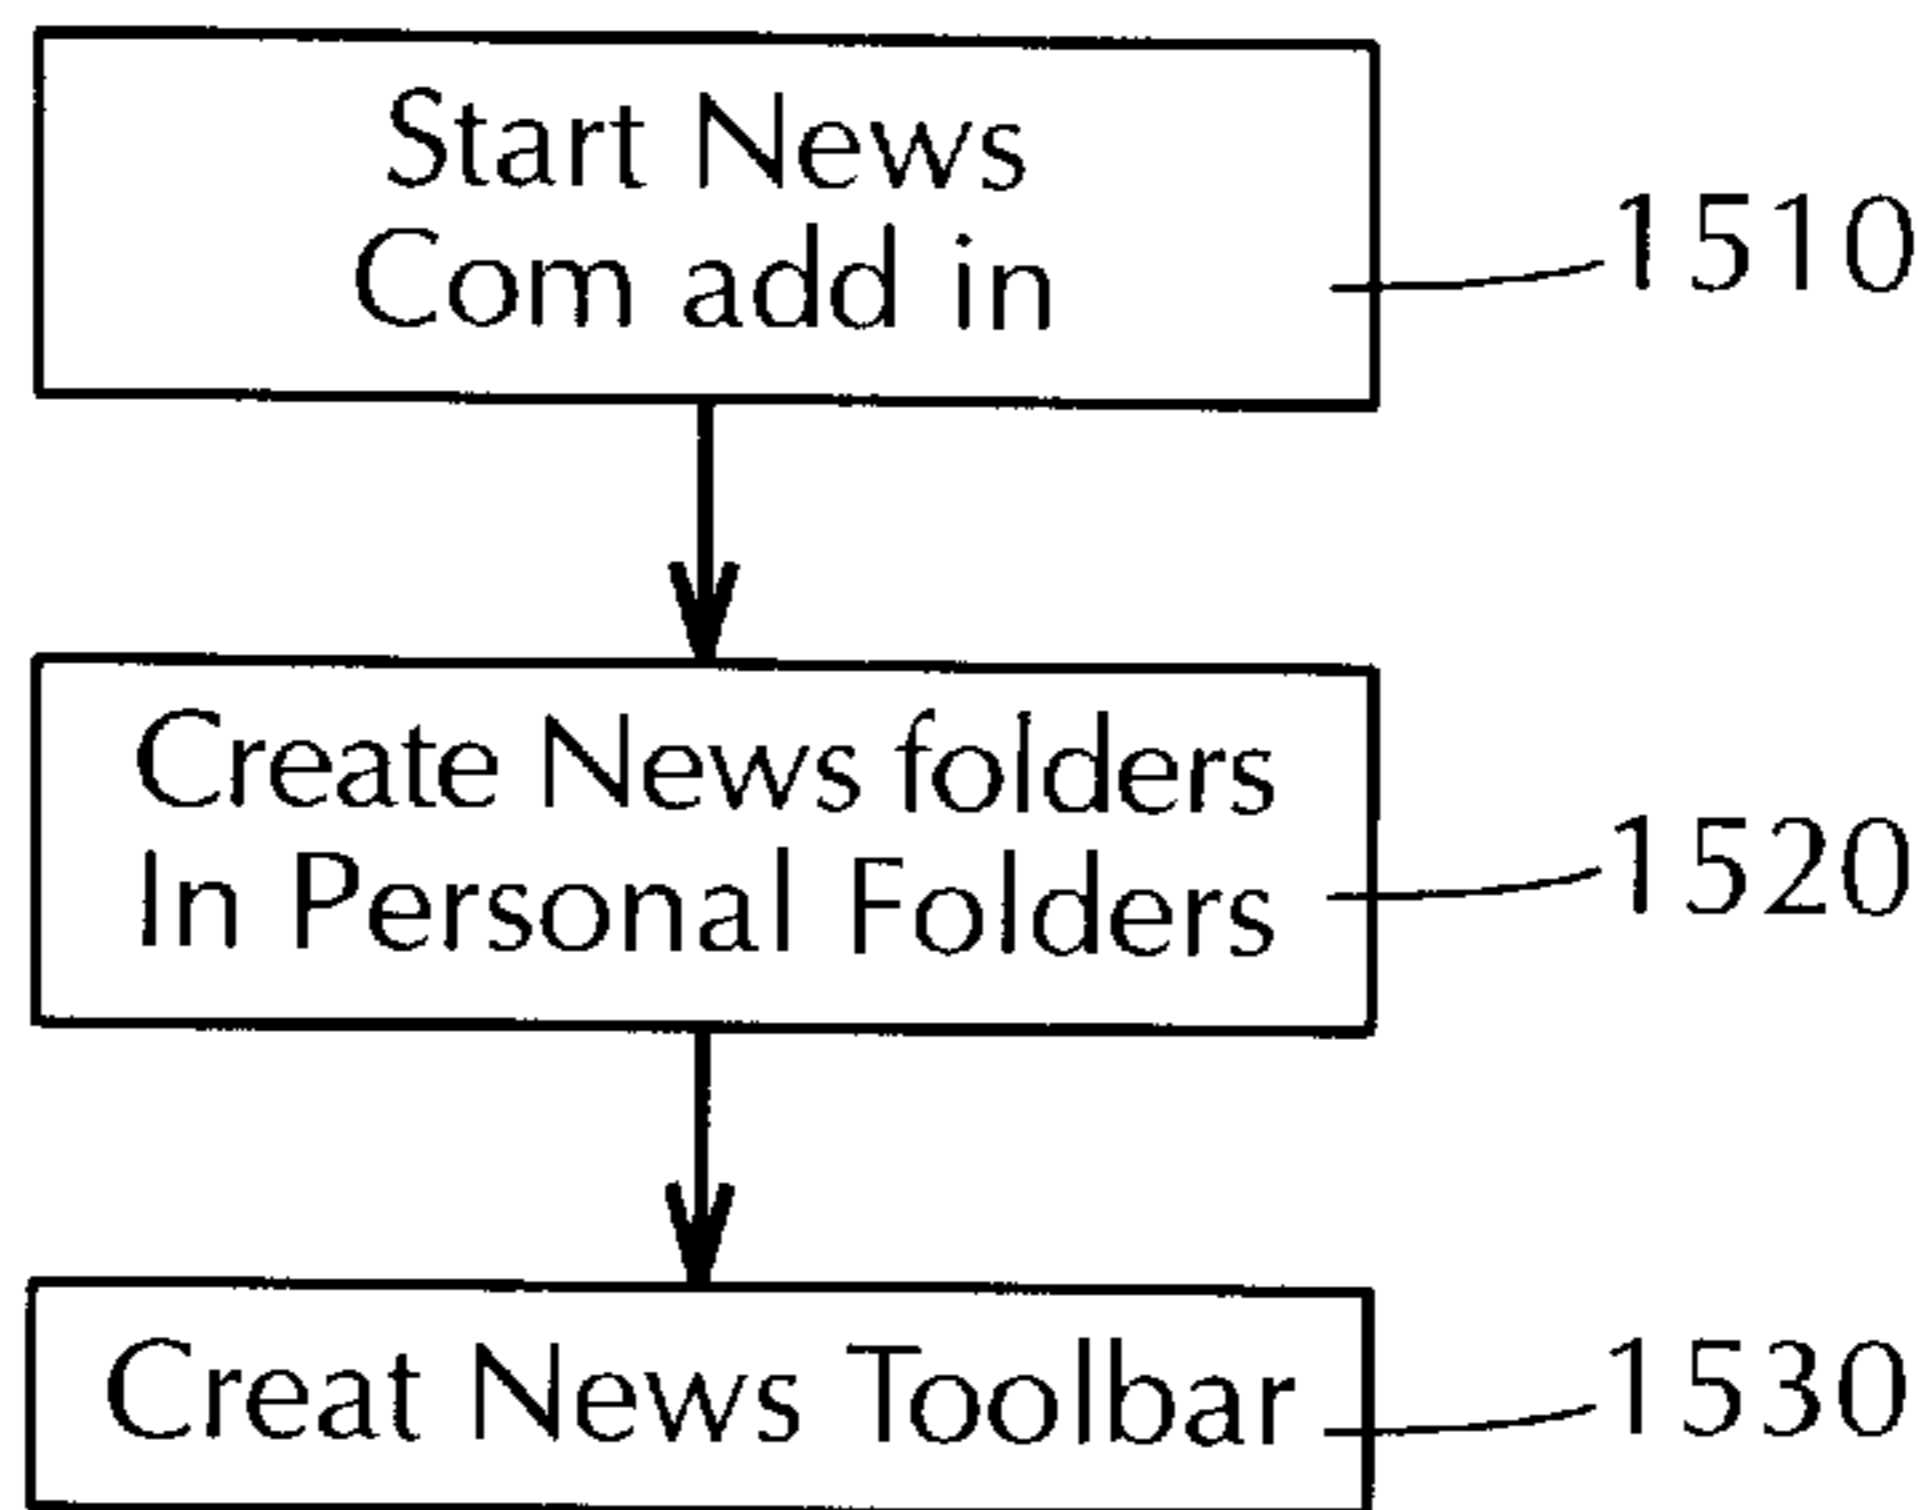 Start News
Com add in
1510
Create News folders
In Personal Folders
1520
Creat News Toolbar
1530